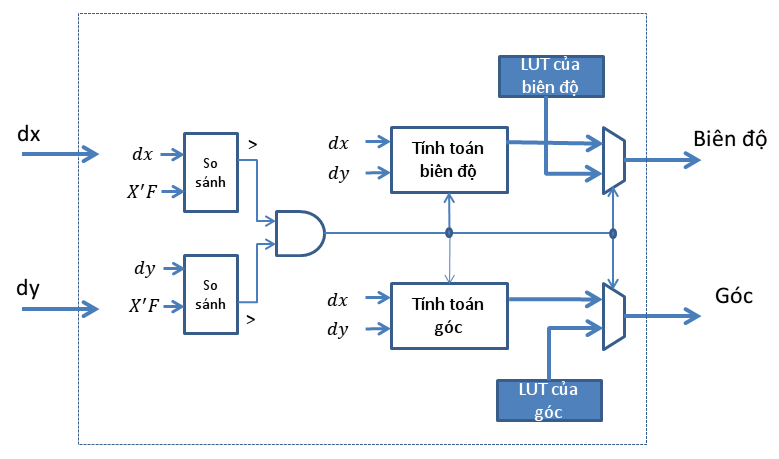 LUT của
biên độ
dx
dx
X′F
So
sánh
>
dx
dy
Tính toán
biên độ
Biên độ
dy
dy
X′F
So
sánh
>
dx
dy
Tính toán
góc
Góc
LUT của
góc